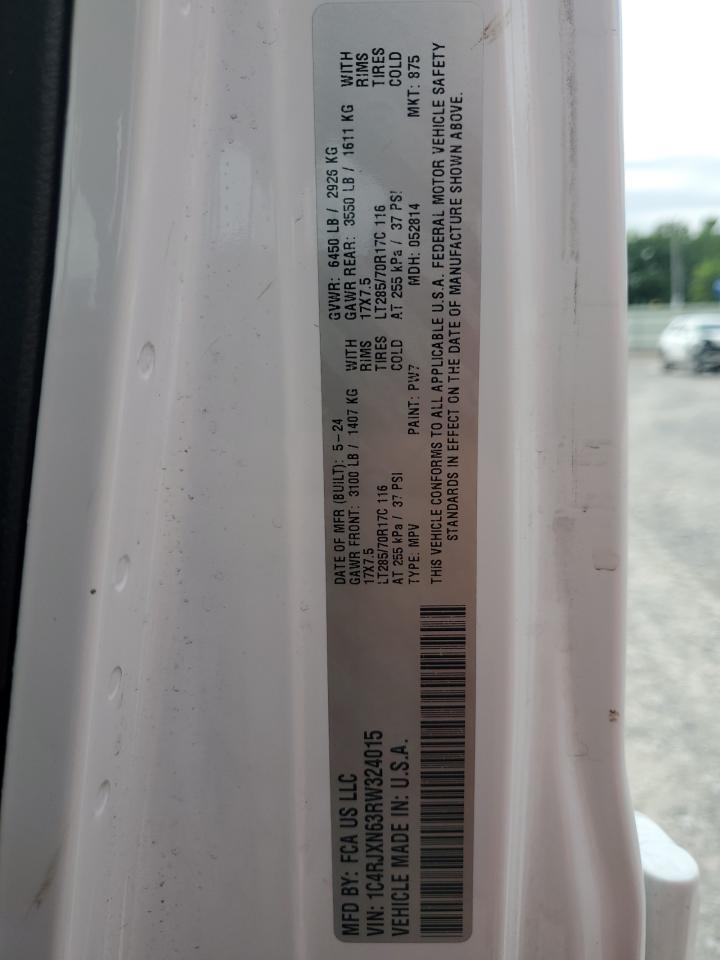 MFD BY: FCA US LLC
VIN: 1C4RJXN63RW324015
VEHICLE MADE IN: U.S.A.
DATE OF MFR (BUILT): 5-24
GAWR FRONT: 3100 LB / 1407 KG WITH
17X7.5 RIMS
LT285/70R17C 116 TIRES
AT 255 kPa / 37 PSI COLD
TYPE: MPV PAINT: PW7
GVWR: 6450 LB / 2926 KG
GAWR REAR: 3550 LB / 1611 KG WITH
17X7.5 RIMS
LT285/70R17C 116 TIRES
AT 255 kPa / 37 PSI COLD
MDH: 052814 MKT: 875
THIS VEHICLE CONFORMS TO ALL APPLICABLE U.S.A. FEDERAL MOTOR VEHICLE SAFETY
STANDARDS IN EFFECT ON THE DATE OF MANUFACTURE SHOWN ABOVE.